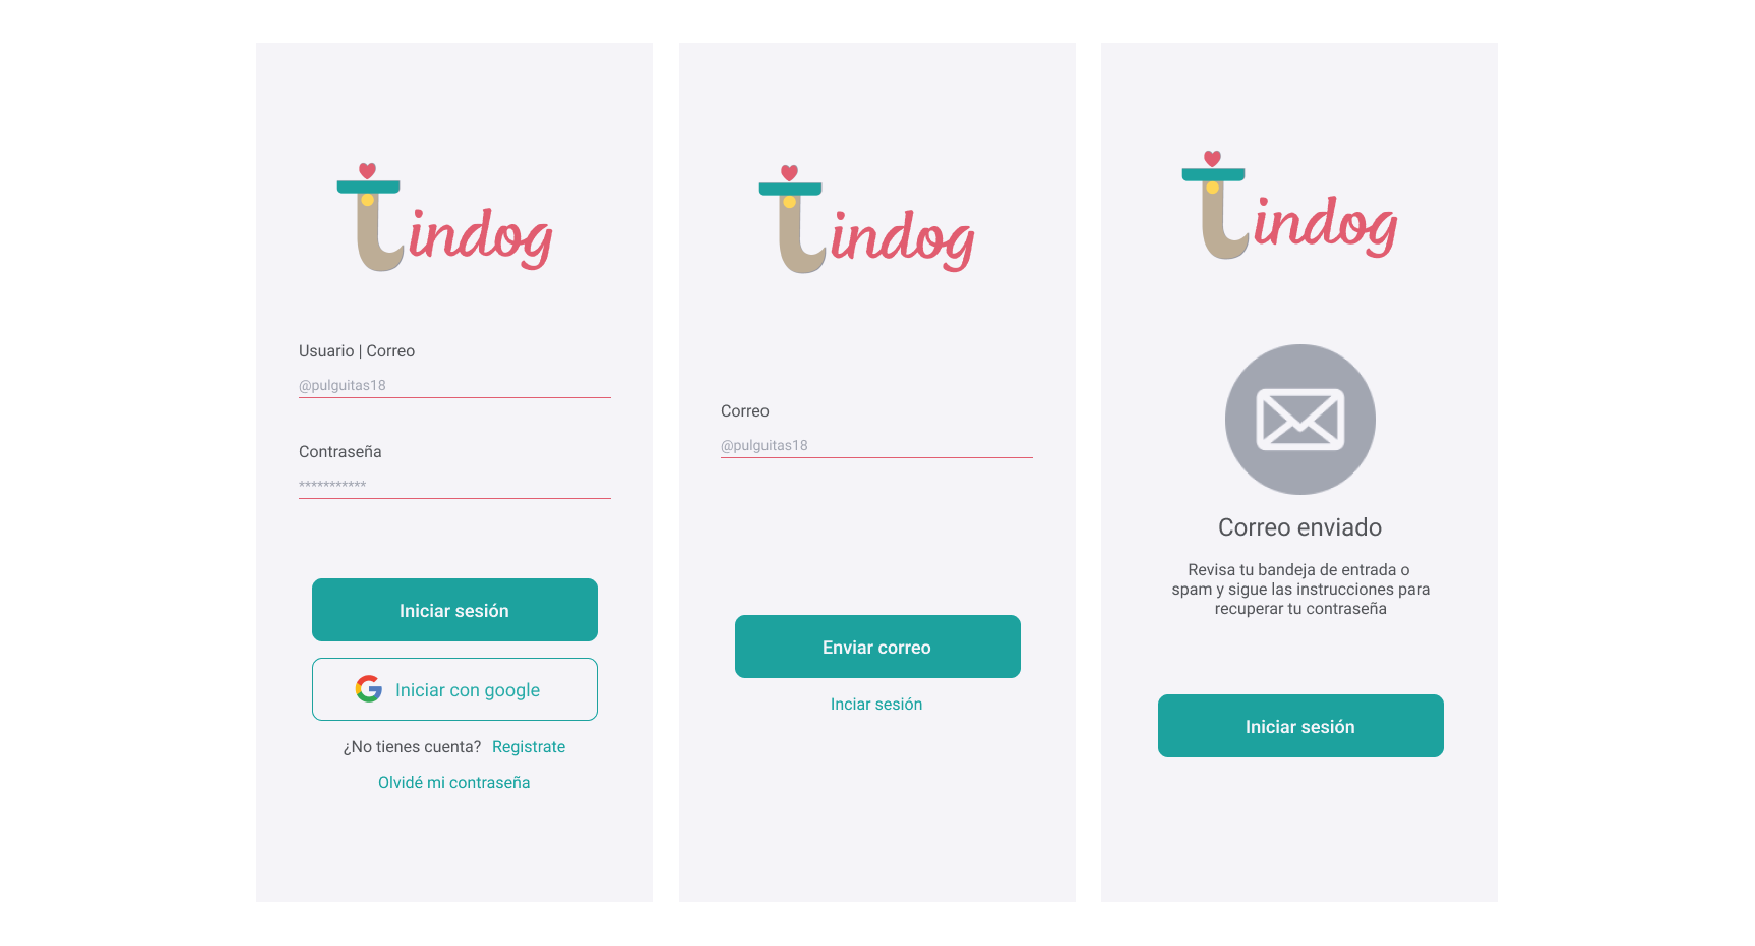 tindog
Usuario | Correo
@pulguitas18
Contraseña
***********
Iniciar sesión
Iniciar con google
¿No tienes cuenta? Registrate
Olvidé mi contraseña
tindog
Correo
@pulguitas18
Enviar correo
Inciar sesión
tindog
Correo enviado
Revisa tu bandeja de entrada o
spam y sigue las instrucciones para
recuperar tu contraseña
Iniciar sesión